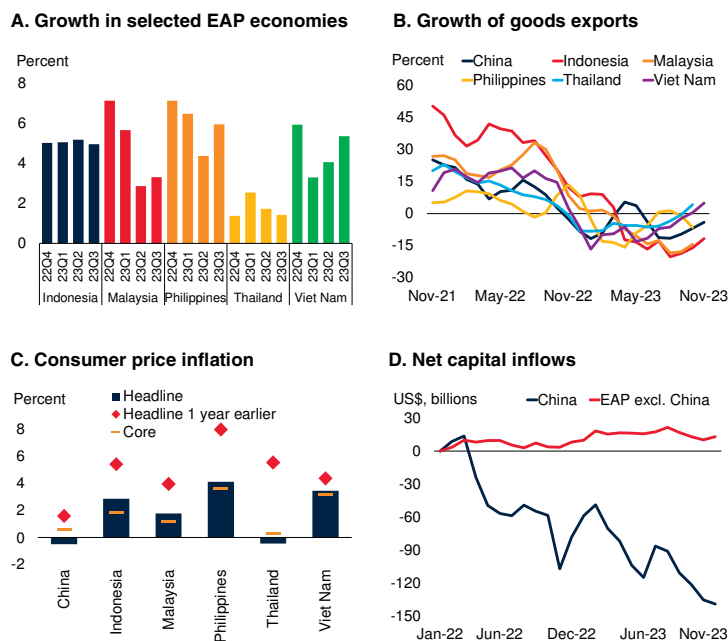 A. Growth in selected EAP economies
Percent
8
6
4
2
0
22Q4 23Q1 23Q2 23Q3 22Q4 23Q1 23Q2 23Q3 22Q4 23Q1 23Q2 23Q3 22Q4 23Q1 23Q2 23Q3 22Q4 23Q1 23Q2 23Q3
Indonesia Malaysia Philippines Thailand Viet Nam
B. Growth of goods exports
Percent
China Indonesia Malaysia
Philippines Thailand Viet Nam
60
45
30
15
0
-15
-30
Nov-21 May-22 Nov-22 May-23 Nov-23
C. Consumer price inflation
Percent
Headline
Headline 1 year earlier
Core
8
6
4
2
0
-2
China Indonesia Malaysia Philippines Thailand Viet Nam
D. Net capital inflows
US$, billions
China EAP excl. China
30
0
-30
-60
-90
-120
-150
Jan-22 Jun-22 Dec-22 Jun-23 Nov-23